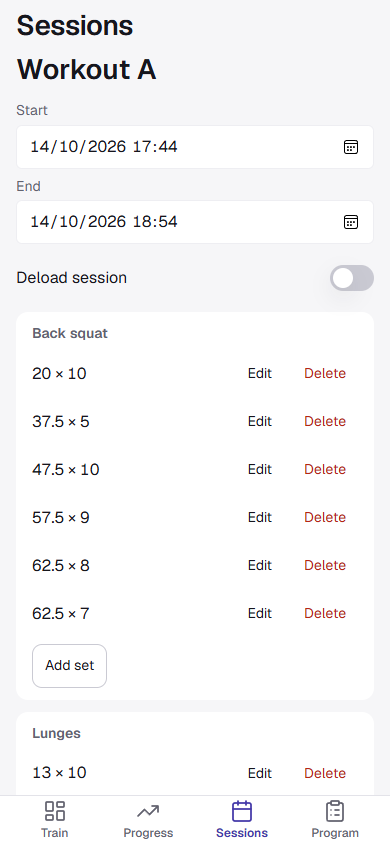 Sessions
Workout A
Start
14/10/2026 17:44
End
14/10/2026 18:54
Deload session
Back squat
20 × 10 Edit Delete
37.5 × 5 Edit Delete
47.5 × 10 Edit Delete
57.5 × 9 Edit Delete
62.5 × 8 Edit Delete
62.5 × 7 Edit Delete
Add set
Lunges
13 × 10 Edit Delete
Train Progress Sessions Program